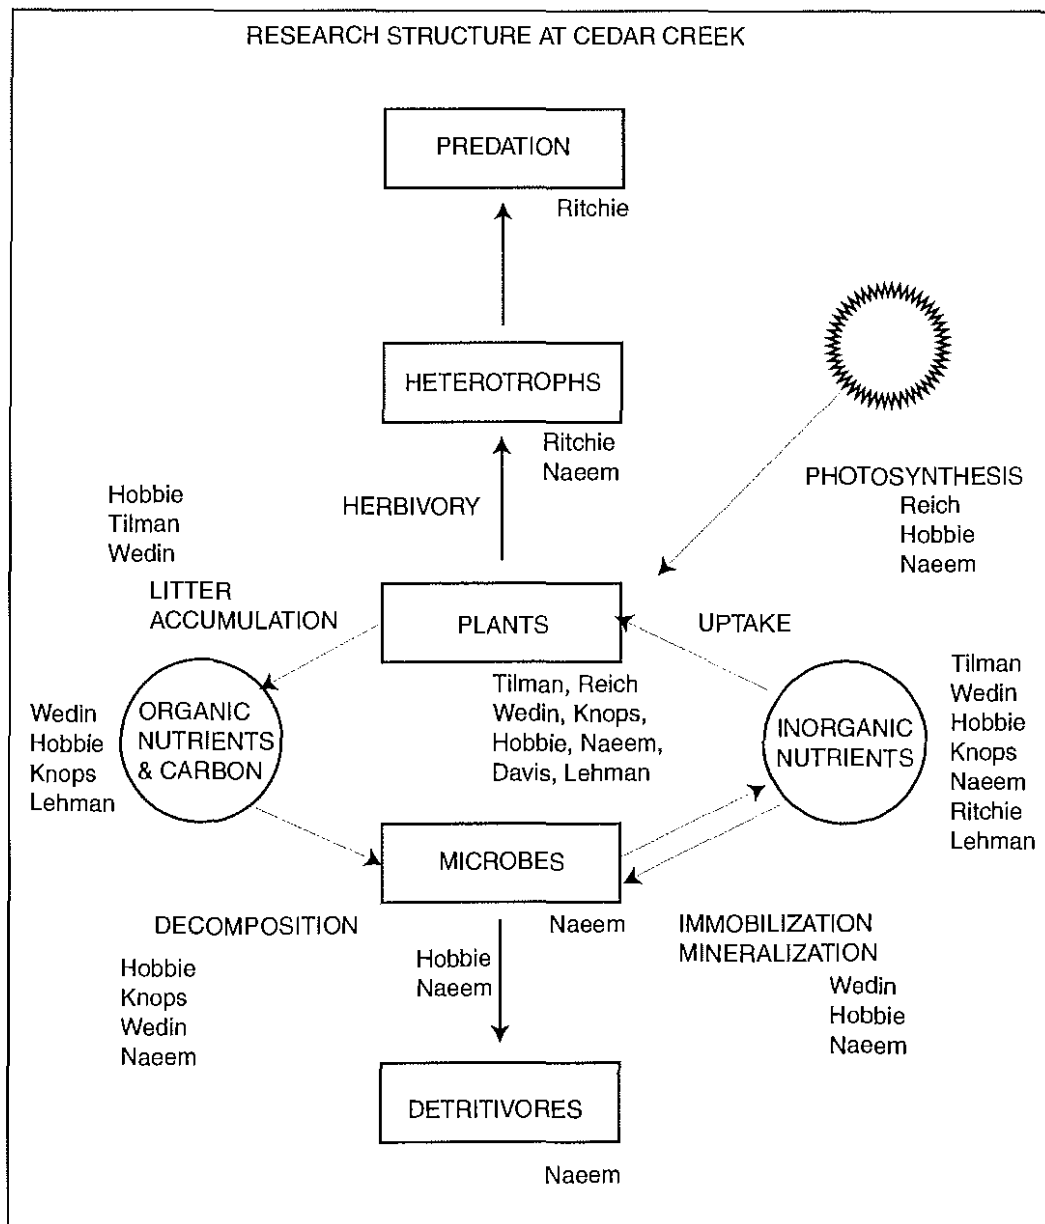 RESEARCH STRUCTURE AT CEDAR CREEK
PREDATION
Ritchie
HETEROTROPHS
Ritchie
Naeem
HERBIVORY
PHOTOSYNTHESIS
Reich
Hobbie
Naeem
Hobbie
Tilman
Wedin
LITTER
ACCUMULATION
PLANTS
UPTAKE
Tilman, Reich
Wedin, Knops,
Hobbie, Naeem,
Davis, Lehman
Wedin
Hobbie
Knops
Lehman
ORGANIC
NUTRIENTS
& CARBON
INORGANIC
NUTRIENTS
Tilman
Wedin
Hobbie
Knops
Naeem
Ritchie
Lehman
MICROBES
Naeem
DECOMPOSITION
Hobbie
Knops
Wedin
Naeem
Hobbie
Naeem
IMMOBILIZATION
MINERALIZATION
Wedin
Hobbie
Naeem
DETRITIVORES
Naeem